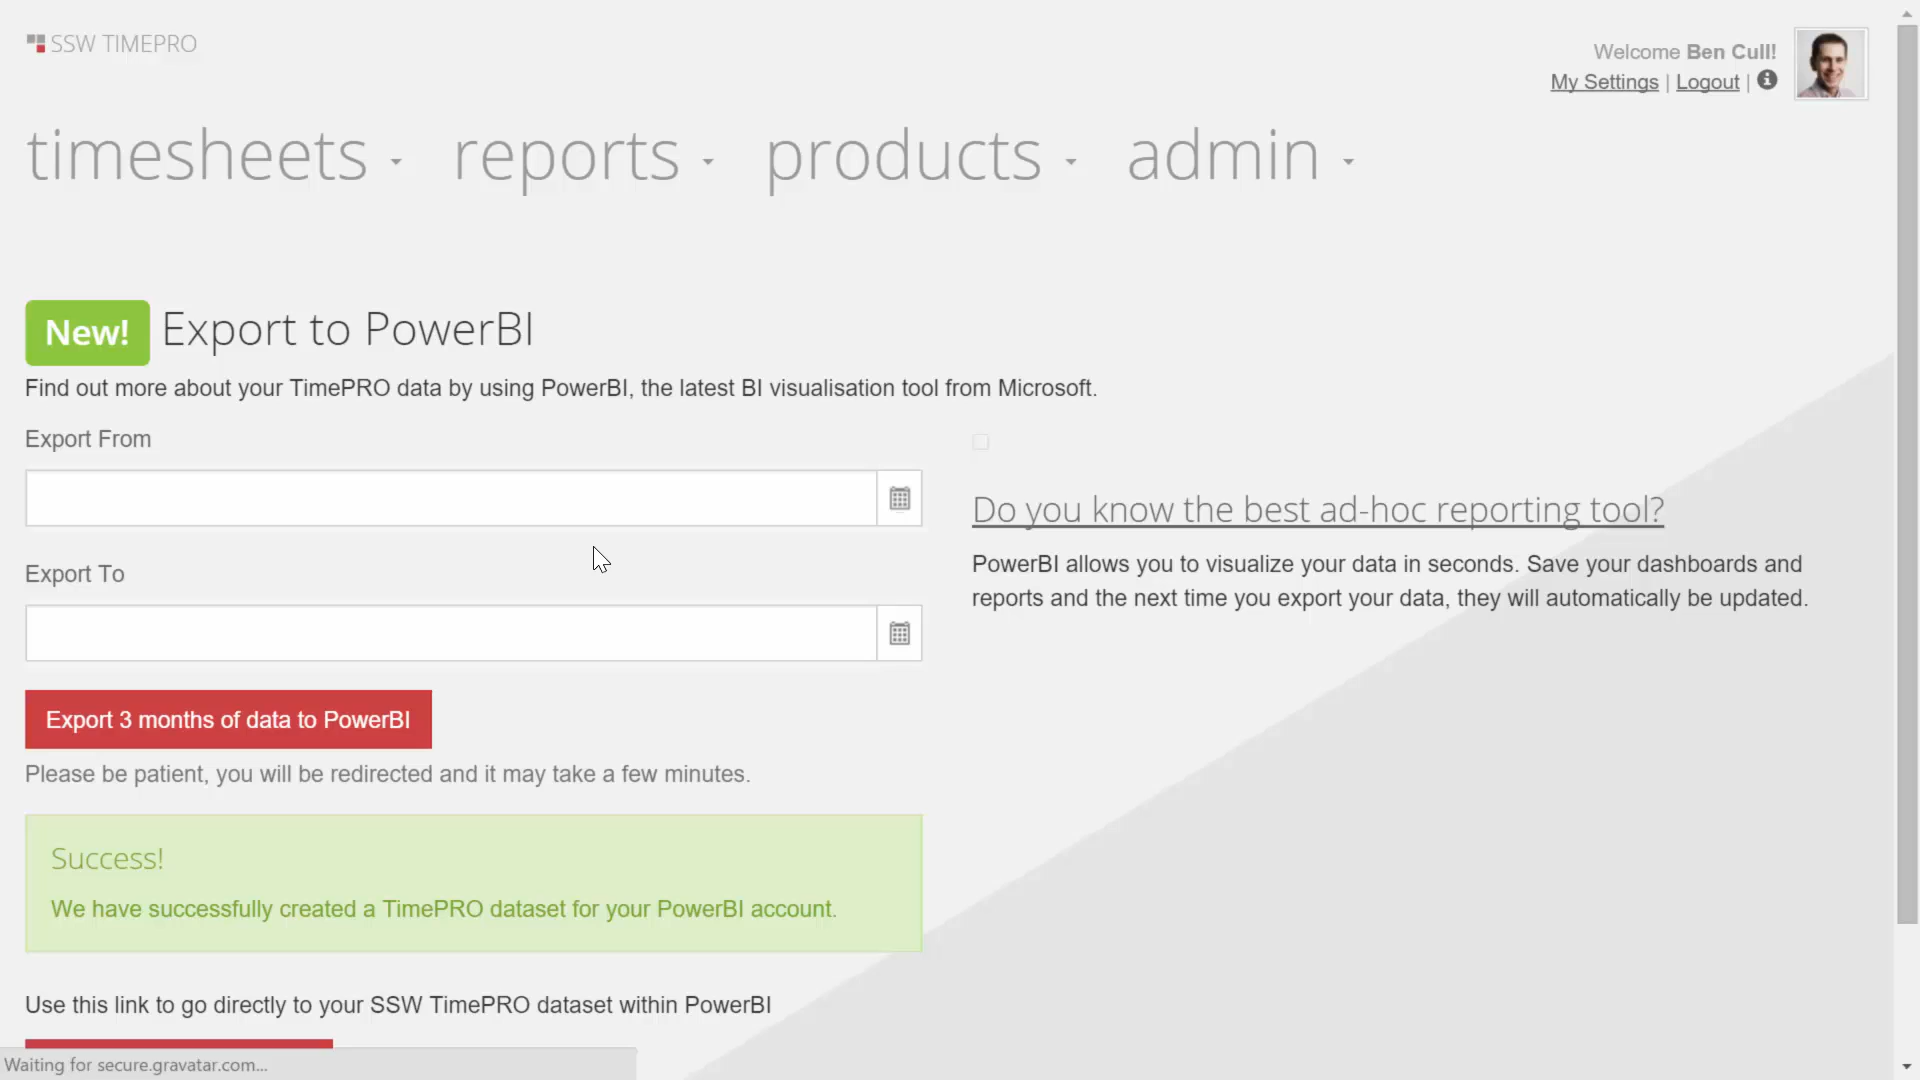 SSW TIMEPRO
Welcome Ben Cull!
My Settings | Logout |
timesheets reports products admin
New! Export to PowerBI
Find out more about your TimePRO data by using PowerBI, the latest BI visualisation tool from Microsoft.
Export From
Do you know the best ad-hoc reporting tool?
PowerBI allows you to visualize your data in seconds. Save your dashboards and
reports and the next time you export your data, they will automatically be updated.
Export To
Export 3 months of data to PowerBI
Please be patient, you will be redirected and it may take a few minutes.
Success!
We have successfully created a TimePRO dataset for your PowerBI account.
Use this link to go directly to your SSW TimePRO dataset within PowerBI
Waiting for secure.gravatar.com...